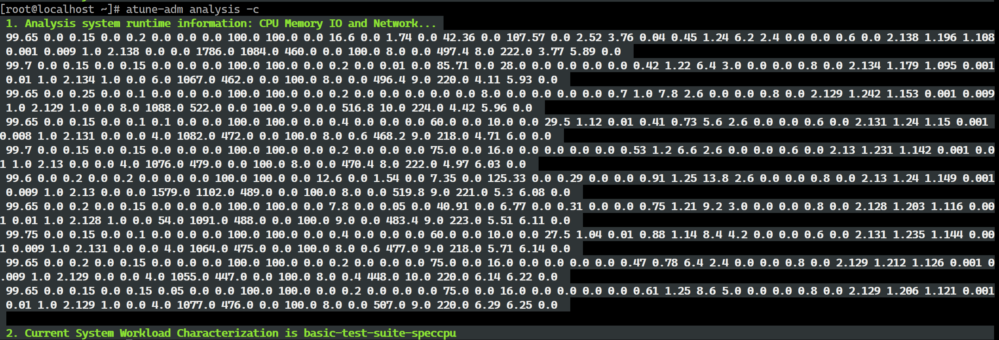 [root@localhost ~]# atune-adm analysis -c
1. Analysis system runtime information: CPU Memory IO and Network...
99.65 0.0 0.15 0.0 0.2 0.0 0.0 0.0 100.0 100.0 0.0 16.6 0.0 1.74 0.0 42.36 0.0 107.57 0.0 2.52 3.76 0.04 0.45 1.24 6.2 2.4 0.0 0.0 0.6 0.0 2.138 1.196 1.108
0.001 0.009 1.0 2.138 0.0 0.0 1786.0 1084.0 460.0 0.0 100.0 8.0 0.0 497.4 8.0 222.0 3.77 5.89 0.0
99.7 0.0 0.15 0.0 0.15 0.0 0.0 0.0 100.0 100.0 0.0 0.2 0.0 0.01 0.0 85.71 0.0 28.0 0.0 0.0 0.0 0.0 0.42 1.22 6.4 3.0 0.0 0.0 0.8 0.0 2.134 1.179 1.095 0.001
0.01 1.0 2.134 1.0 0.0 6.0 1067.0 462.0 0.0 100.0 8.0 0.0 496.4 9.0 220.0 4.11 5.93 0.0
99.65 0.0 0.25 0.0 0.1 0.0 0.0 0.0 100.0 100.0 0.0 0.2 0.0 0.0 0.0 0.0 0.0 8.0 0.0 0.0 0.0 0.0 0.7 1.0 7.8 2.6 0.0 0.0 0.8 0.0 2.129 1.242 1.153 0.001 0.009
1.0 2.129 1.0 0.0 8.0 1088.0 522.0 0.0 100.0 9.0 0.0 516.8 10.0 224.0 4.42 5.96 0.0
99.65 0.0 0.15 0.0 0.1 0.1 0.0 0.0 100.0 100.0 0.0 0.4 0.0 0.0 0.0 60.0 0.0 10.0 0.0 29.5 1.12 0.01 0.41 0.73 5.6 2.6 0.0 0.0 0.6 0.0 2.131 1.24 1.15 0.001
0.008 1.0 2.131 0.0 0.0 4.0 1082.0 472.0 0.0 100.0 8.0 0.6 468.2 9.0 218.0 4.71 6.0 0.0
99.7 0.0 0.15 0.0 0.15 0.0 0.0 0.0 100.0 100.0 0.0 0.2 0.0 0.0 0.0 75.0 0.0 16.0 0.0 0.0 0.0 0.0 0.53 1.2 6.6 2.6 0.0 0.0 0.6 0.0 2.13 1.231 1.142 0.001 0.0
1 1.0 2.13 0.0 0.0 4.0 1076.0 479.0 0.0 100.0 8.0 0.0 470.4 8.0 222.0 4.97 6.03 0.0
99.6 0.0 0.2 0.0 0.2 0.0 0.0 0.0 100.0 100.0 0.0 12.6 0.0 1.54 0.0 7.35 0.0 125.33 0.0 0.29 0.0 0.0 0.91 1.25 13.8 2.6 0.0 0.0 0.8 0.0 2.13 1.24 1.149 0.001
0.009 1.0 2.13 0.0 0.0 1579.0 1102.0 489.0 0.0 100.0 8.0 0.0 519.8 9.0 221.0 5.3 6.08 0.0
99.65 0.0 0.2 0.0 0.15 0.0 0.0 0.0 100.0 100.0 0.0 7.8 0.0 0.05 0.0 40.91 0.0 6.77 0.0 0.31 0.0 0.0 0.75 1.21 9.2 3.0 0.0 0.0 0.8 0.0 2.128 1.203 1.116 0.00
1 0.01 1.0 2.128 1.0 0.0 54.0 1091.0 488.0 0.0 100.0 9.0 0.0 483.4 9.0 223.0 5.51 6.11 0.0
99.75 0.0 0.15 0.0 0.1 0.0 0.0 0.0 100.0 100.0 0.0 0.4 0.0 0.0 0.0 60.0 0.0 10.0 0.0 27.5 1.04 0.01 0.88 1.14 8.4 4.2 0.0 0.0 0.6 0.0 2.131 1.235 1.144 0.00
1 0.009 1.0 2.131 0.0 0.0 4.0 1064.0 475.0 0.0 100.0 8.0 0.6 477.0 9.0 218.0 5.71 6.14 0.0
99.65 0.0 0.2 0.0 0.15 0.0 0.0 0.0 100.0 100.0 0.0 0.2 0.0 0.0 0.0 75.0 0.0 16.0 0.0 0.0 0.0 0.0 0.47 0.78 6.4 2.4 0.0 0.0 0.8 0.0 2.129 1.212 1.126 0.001 0
.009 1.0 2.129 0.0 0.0 4.0 1055.0 447.0 0.0 100.0 8.0 0.4 448.0 10.0 220.0 6.14 6.22 0.0
99.65 0.0 0.15 0.0 0.15 0.05 0.0 0.0 100.0 100.0 0.0 0.2 0.0 0.0 0.0 75.0 0.0 16.0 0.0 0.0 0.0 0.0 0.61 1.25 8.6 5.0 0.0 0.0 0.8 0.0 2.129 1.206 1.121 0.001
0.01 1.0 2.129 1.0 0.0 4.0 1077.0 476.0 0.0 100.0 8.0 0.0 507.0 9.0 220.0 6.29 6.25 0.0
2. Current System Workload Characterization is basic-test-suite-speccpu